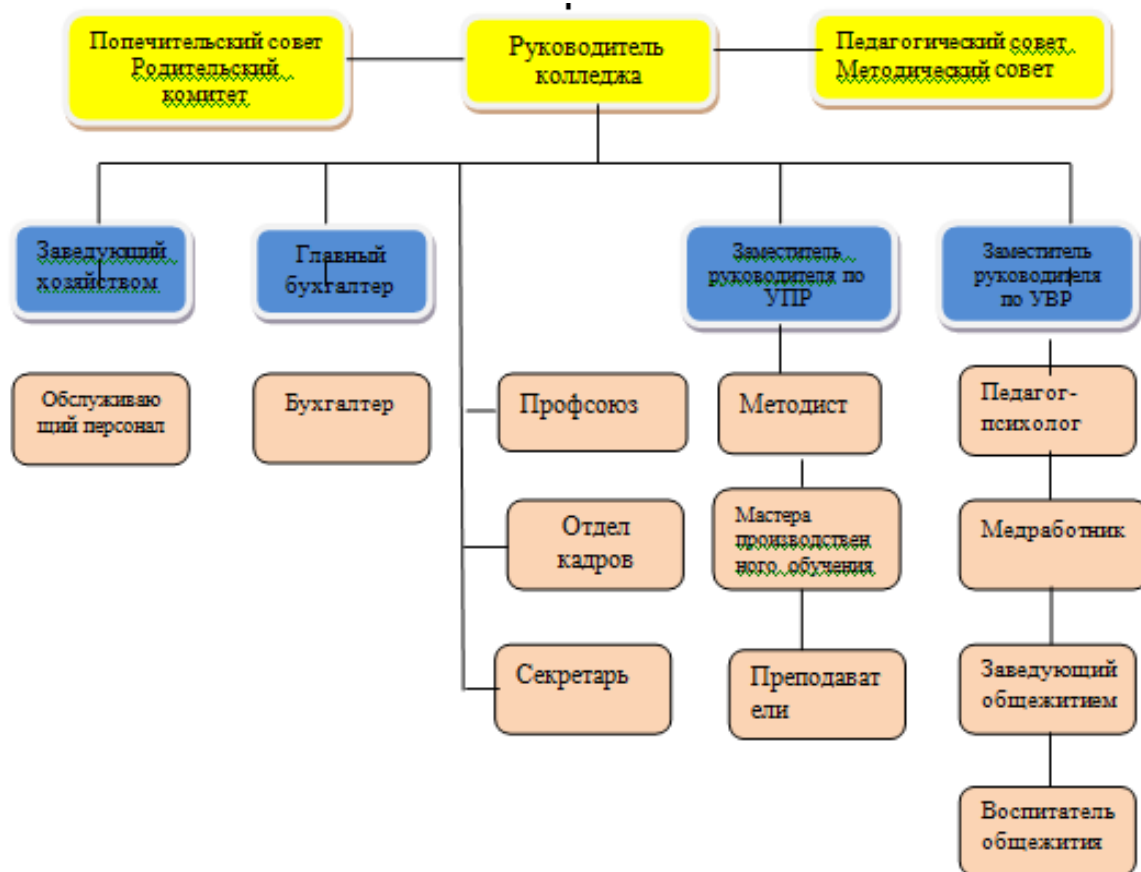 Попечительский совет
Родительский
комитет
Руководитель
колледжа
Педагогический совет
Методический совет
Заведующий
хозяйством
Главный
бухгалтер
Заместитель
руководителя по
УПР
Заместитель
руководителя
по УВР
Обслуживаю
щий персонал
Бухгалтер
Профсоюз
Методист
Педагог-
психолог
Отдел
кадров
Мастера
производствен
ного обучения
Медработник
Секретарь
Преподават
ели
Заведующий
общежитием
Воспитатель
общежития